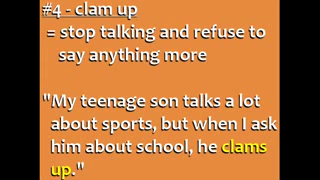 #4 - clam up
= stop talking and refuse to
say anything more
"My teenage son talks a lot
about sports, but when I ask
him about school, he clams
up."